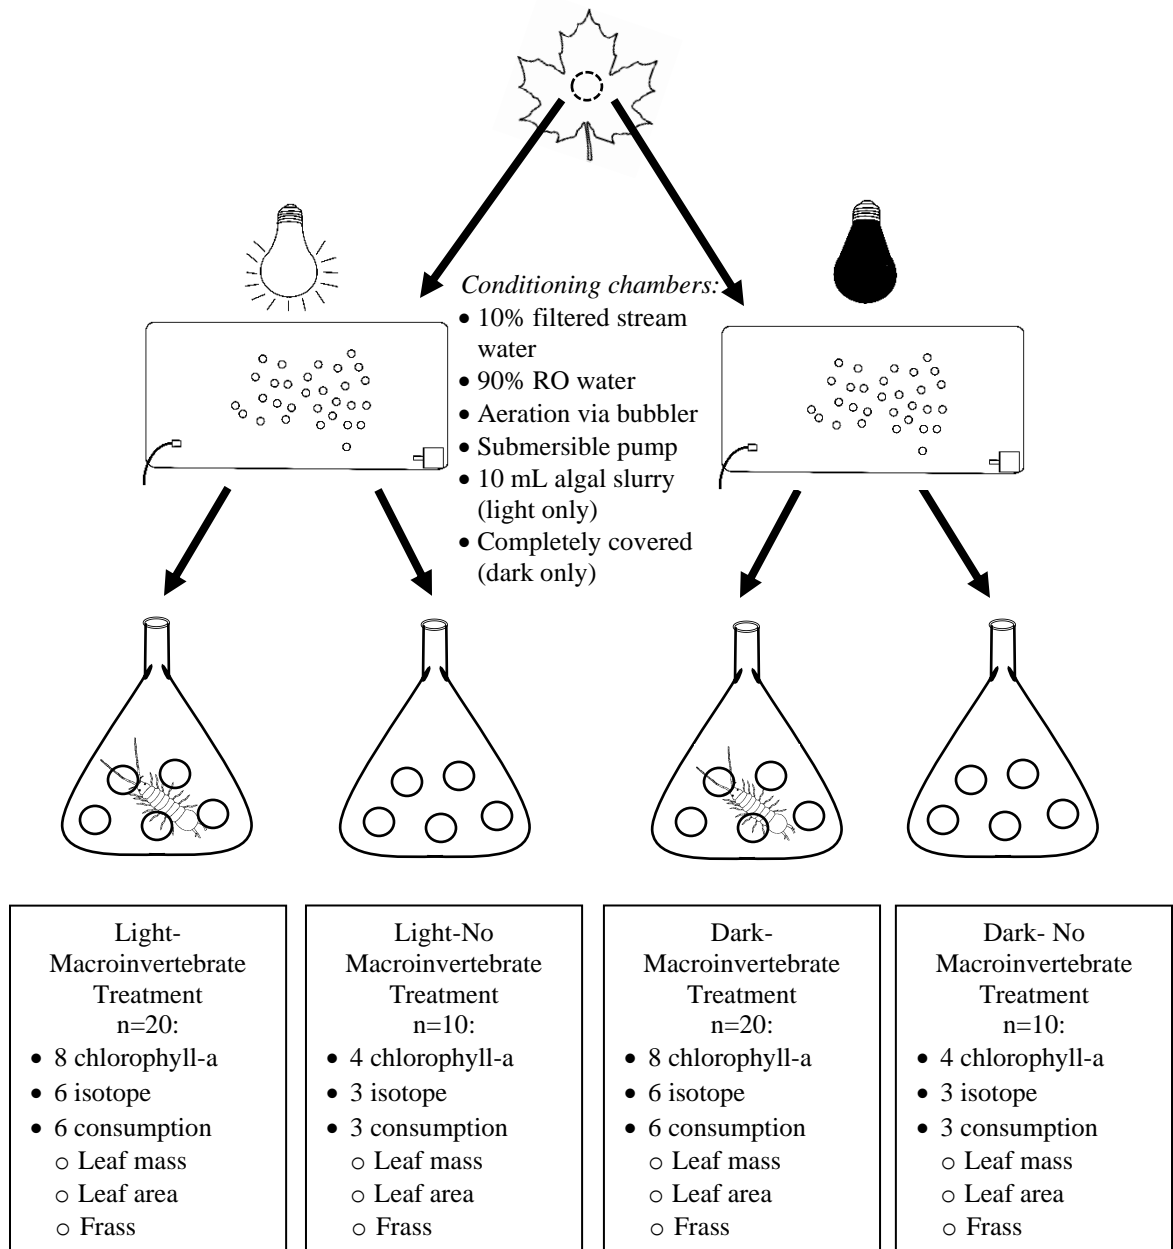 Conditioning chambers:
• 10% filtered stream
water
• 90% RO water
• Aeration via bubbler
• Submersible pump
• 10 mL algal slurry
(light only)
• Completely covered
(dark only)
Light-
Macroinvertebrate
Treatment
n=20:
• 8 chlorophyll-a
• 6 isotope
• 6 consumption
o Leaf mass
o Leaf area
o Frass
Light-No
Macroinvertebrate
Treatment
n=10:
• 4 chlorophyll-a
• 3 isotope
• 3 consumption
o Leaf mass
o Leaf area
o Frass
Dark-
Macroinvertebrate
Treatment
n=20:
• 8 chlorophyll-a
• 6 isotope
• 6 consumption
o Leaf mass
o Leaf area
o Frass
Dark- No
Macroinvertebrate
Treatment
n=10:
• 4 chlorophyll-a
• 3 isotope
• 3 consumption
o Leaf mass
o Leaf area
o Frass